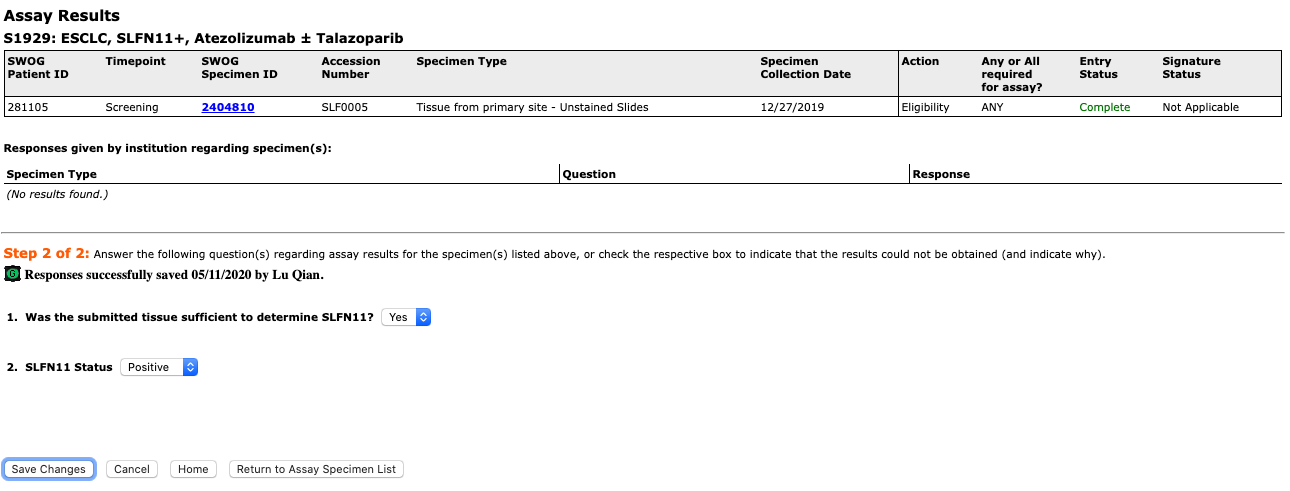 Assay Results
S1929: ESCLC, SLFN11+, Atezolizumab ± Talazoparib
SWOG Patient ID Timepoint SWOG Specimen ID Accession Number Specimen Type Specimen Collection Date Action Any or All required for assay? Entry Status Signature Status
281105 Screening 2404810 SLF0005 Tissue from primary site - Unstained Slides 12/27/2019 Eligibility ANY Complete Not Applicable
Responses given by institution regarding specimen(s):
Specimen Type Question Response
(No results found.)
Step 2 of 2: Answer the following question(s) regarding assay results for the specimen(s) listed above, or check the respective box to indicate that the results could not be obtained (and indicate why).
G Responses successfully saved 05/11/2020 by Lu Qian.
1. Was the submitted tissue sufficient to determine SLFN11? Yes
2. SLFN11 Status Positive
Save Changes Cancel Home Return to Assay Specimen List